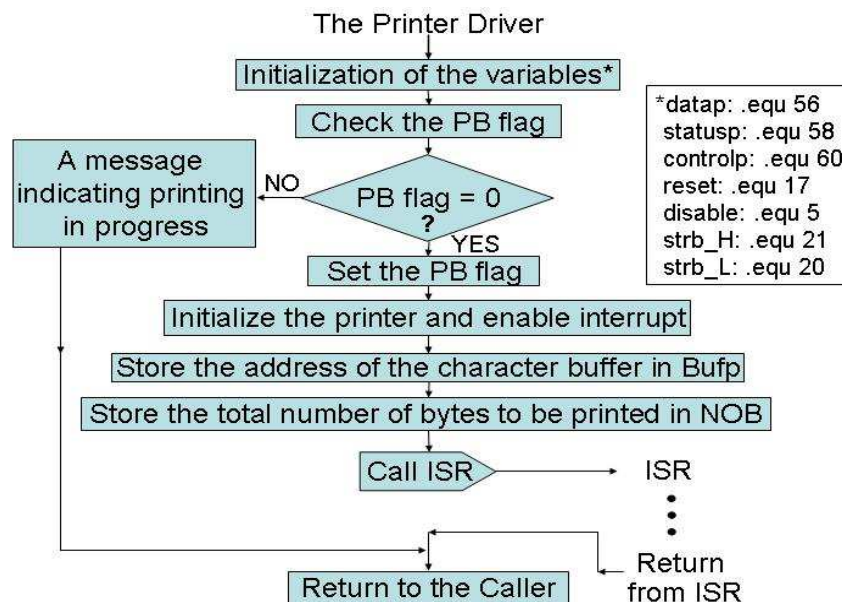 The Printer Driver
Initialization of the variables*
Check the PB flag
A message
indicating printing
in progress
NO
PB flag = 0
?
YES
Set the PB flag
Initialize the printer and enable interrupt
Store the address of the character buffer in Bufp
Store the total number of bytes to be printed in NOB
Call ISR
ISR
Return
from ISR
Return to the Caller
*datap: .equ 56
statusp: .equ 58
controlp: .equ 60
reset: .equ 17
disable: .equ 5
strb_H: .equ 21
strb_L: .equ 20